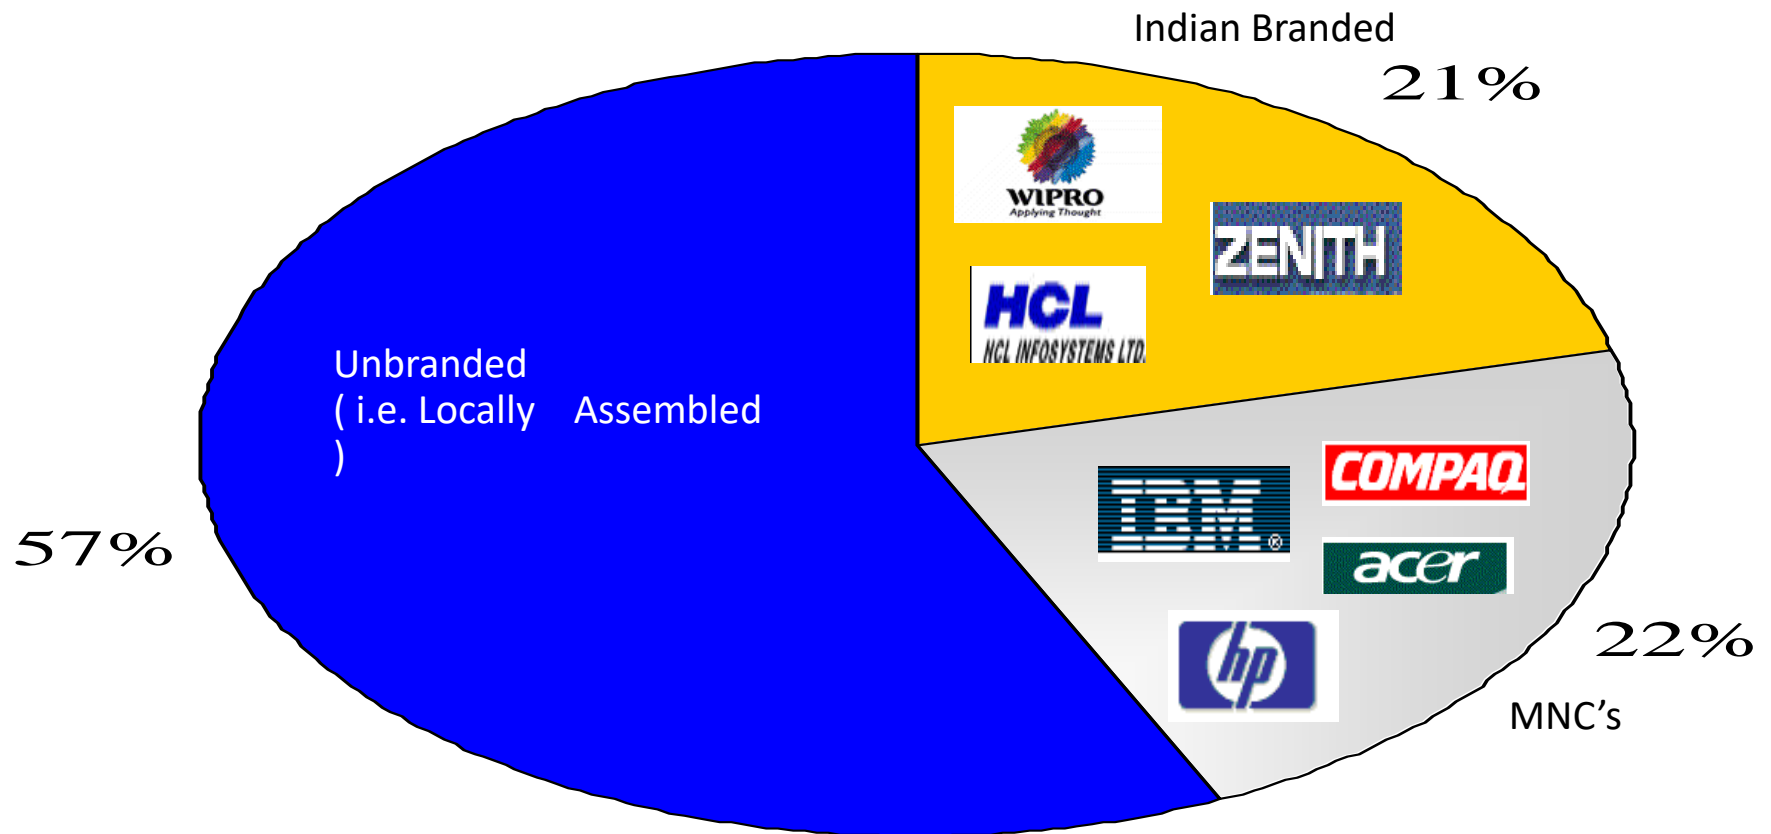 Indian Branded
21%
WIPRO
Applying Thought
ZENITH
HCL
HCL INFOSYSTEMS LTD.
Unbranded
( i.e. Locally Assembled
)
COMPAQ
IBM
®
acer
57%
hp
22%
MNC’s